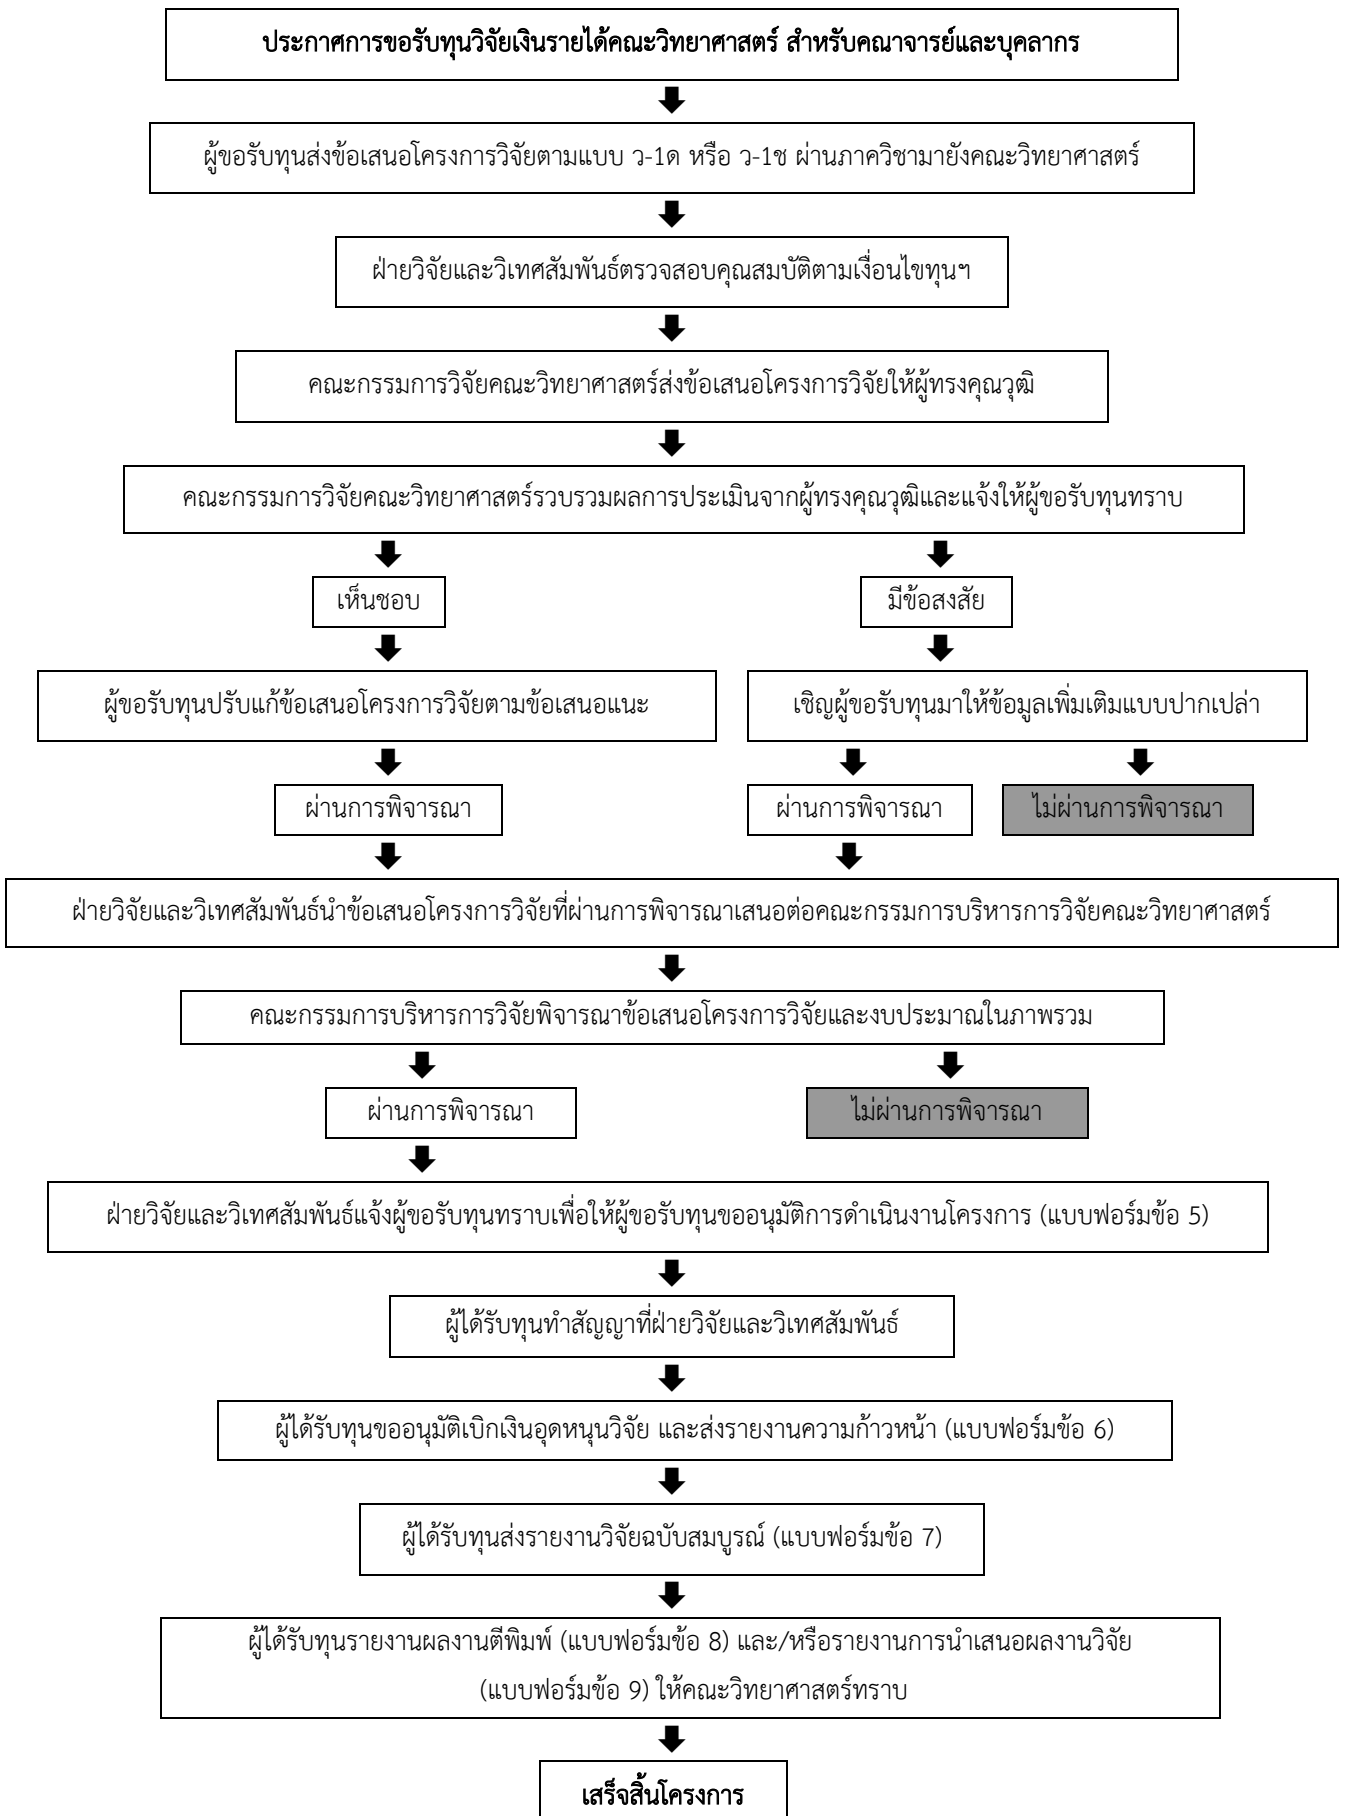 ประกาศการขอรับทุนวิจัยเงินรายได้คณะวิทยาศาสตร์ สำหรับคณาจารย์และบุคลากร
ผู้ขอรับทุนส่งข้อเสนอโครงการวิจัยตามแบบ ว-1ด หรือ ว-1ช ผ่านภาควิชามายังคณะวิทยาศาสตร์
ฝ่ายวิจัยและวิเทศสัมพันธ์ตรวจสอบคุณสมบัติตามเงื่อนไขทุนฯ
คณะกรรมการวิจัยคณะวิทยาศาสตร์ส่งข้อเสนอโครงการวิจัยให้ผู้ทรงคุณวุฒิ
คณะกรรมการวิจัยคณะวิทยาศาสตร์รวบรวมผลการประเมินจากผู้ทรงคุณวุฒิและแจ้งให้ผู้ขอรับทุนทราบ
เห็นชอบ
มีข้อสงสัย
ผู้ขอรับทุนปรับแก้ข้อเสนอโครงการวิจัยตามข้อเสนอแนะ
เชิญผู้ขอรับทุนมาให้ข้อมูลเพิ่มเติมแบบปากเปล่า
ผ่านการพิจารณา
ผ่านการพิจารณา
ไม่ผ่านการพิจารณา
ฝ่ายวิจัยและวิเทศสัมพันธ์นำข้อเสนอโครงการวิจัยที่ผ่านการพิจารณาเสนอต่อคณะกรรมการบริหารการวิจัยคณะวิทยาศาสตร์
คณะกรรมการบริหารการวิจัยพิจารณาข้อเสนอโครงการวิจัยและงบประมาณในภาพรวม
ผ่านการพิจารณา
ไม่ผ่านการพิจารณา
ฝ่ายวิจัยและวิเทศสัมพันธ์แจ้งผู้ขอรับทุนทราบเพื่อให้ผู้ขอรับทุนขออนุมัติการดำเนินงานโครงการ (แบบฟอร์มข้อ 5)
ผู้ได้รับทุนทำสัญญาที่ฝ่ายวิจัยและวิเทศสัมพันธ์
ผู้ได้รับทุนขออนุมัติเบิกเงินอุดหนุนวิจัย และส่งรายงานความก้าวหน้า (แบบฟอร์มข้อ 6)
ผู้ได้รับทุนส่งรายงานวิจัยฉบับสมบูรณ์ (แบบฟอร์มข้อ 7)
ผู้ได้รับทุนรายงานผลงานตีพิมพ์ (แบบฟอร์มข้อ 8) และ/หรือรายงานการนำเสนอผลงานวิจัย
(แบบฟอร์มข้อ 9) ให้คณะวิทยาศาสตร์ทราบ
เสร็จสิ้นโครงการ